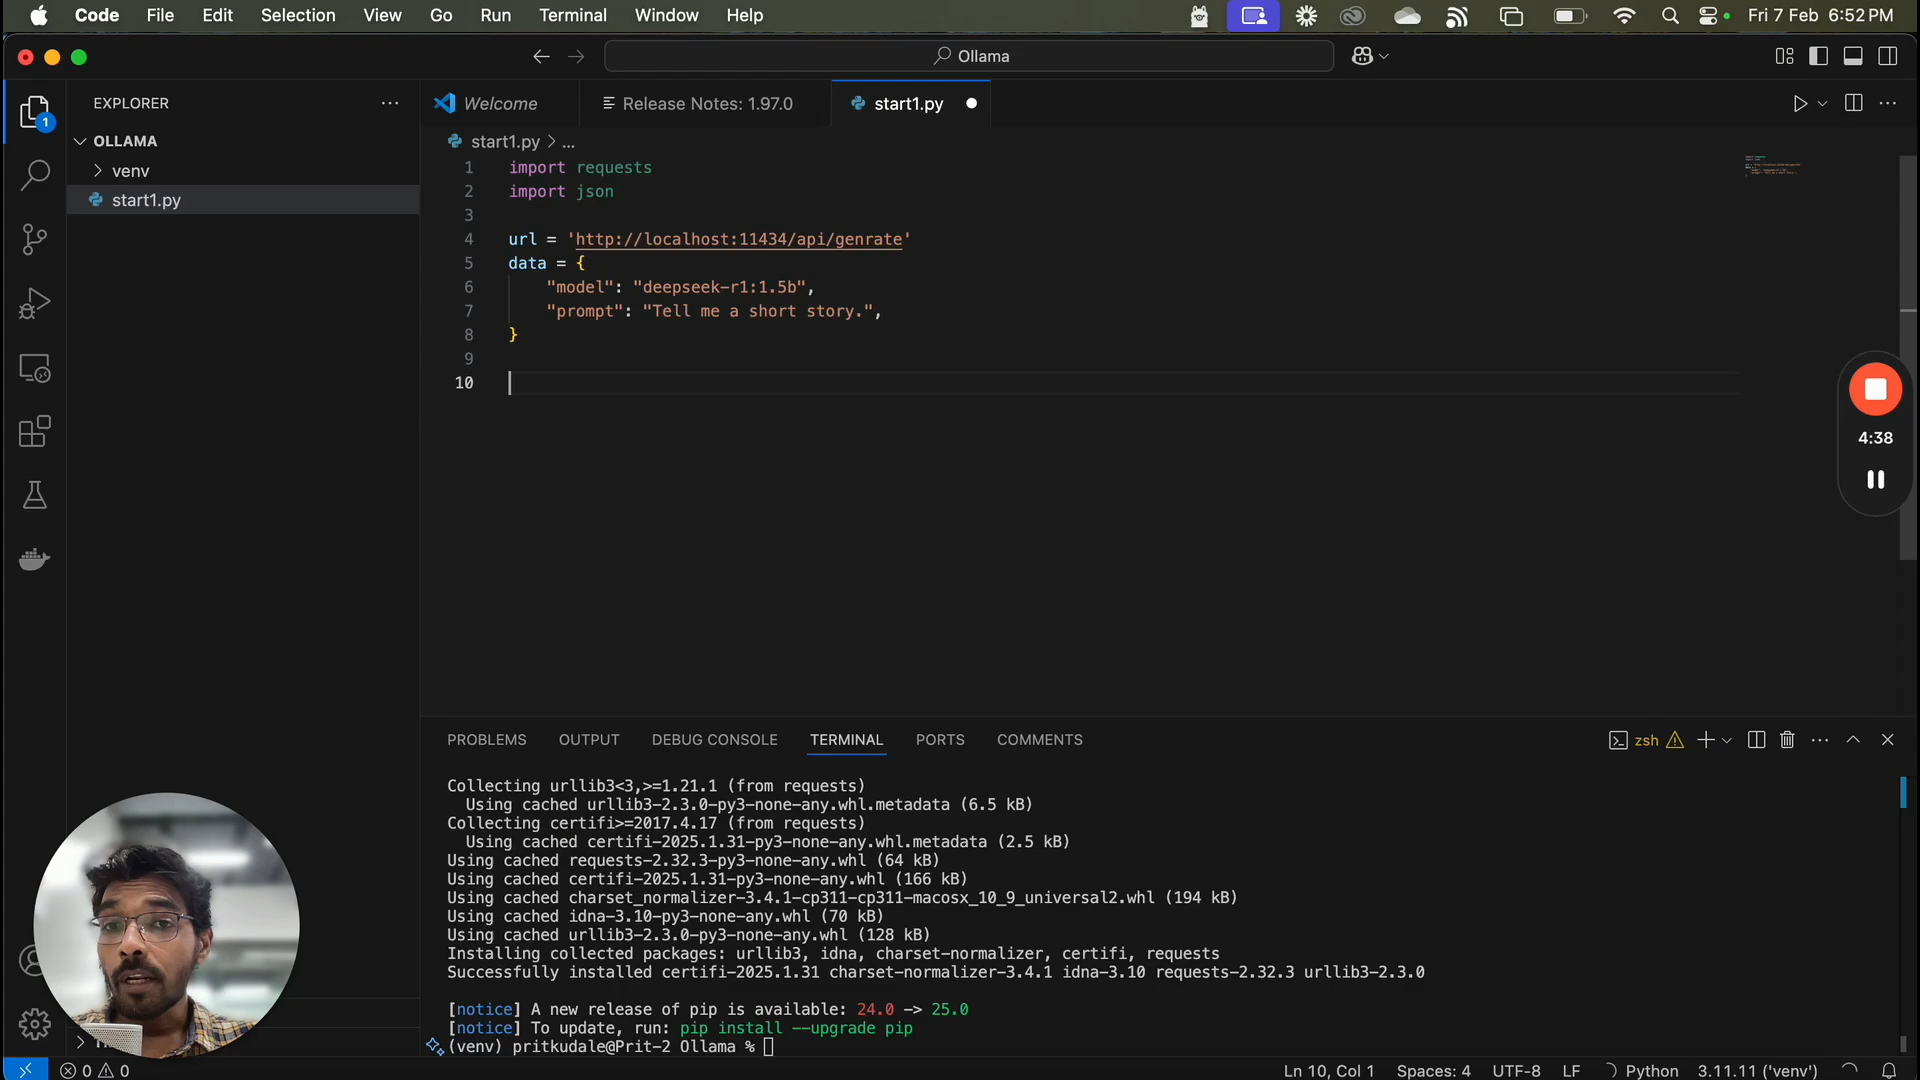 Code File Edit Selection View Go Run Terminal Window Help Fri 7 Feb 6:52 PM
Ollama
EXPLORER
Welcome
Release Notes: 1.97.0
start1.py
1
OLLAMA
venv
start1.py
start1.py > ...
1 import requests
2 import json
3
4 url = 'http://localhost:11434/api/genrate'
5 data = {
6 "model": "deepseek-r1:1.5b",
7 "prompt": "Tell me a short story.",
8 }
9
10
4:38
PROBLEMS OUTPUT DEBUG CONSOLE TERMINAL PORTS COMMENTS zsh
Collecting urllib3<3,>=1.21.1 (from requests)
Using cached urllib3-2.3.0-py3-none-any.whl.metadata (6.5 kB)
Collecting certifi>=2017.4.17 (from requests)
Using cached certifi-2025.1.31-py3-none-any.whl.metadata (2.5 kB)
Using cached requests-2.32.3-py3-none-any.whl (64 kB)
Using cached certifi-2025.1.31-py3-none-any.whl (166 kB)
Using cached charset_normalizer-3.4.1-cp311-cp311-macosx_10_9_universal2.whl (194 kB)
Using cached idna-3.10-py3-none-any.whl (70 kB)
Using cached urllib3-2.3.0-py3-none-any.whl (128 kB)
Installing collected packages: urllib3, idna, charset-normalizer, certifi, requests
Successfully installed certifi-2025.1.31 charset-normalizer-3.4.1 idna-3.10 requests-2.32.3 urllib3-2.3.0
[notice] A new release of pip is available: 24.0 -> 25.0
[notice] To update, run: pip install --upgrade pip
(venv) pritkudale@Prit-2 Ollama %
0 0 Ln 10, Col 1 Spaces: 4 UTF-8 LF Python 3.11.11 ('venv')